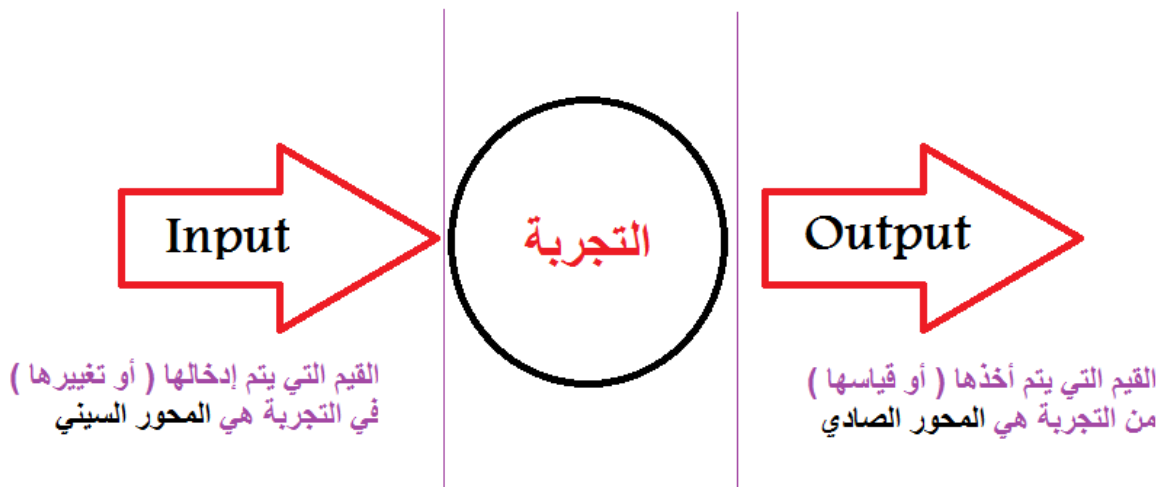 Input
التجربة
Output
القيم التي يتم إدخالها ( أو تغييرها )
في التجربة هي المحور السيني
القيم التي يتم أخذها ( أو قياسها )
من التجربة هي المحور الصادي